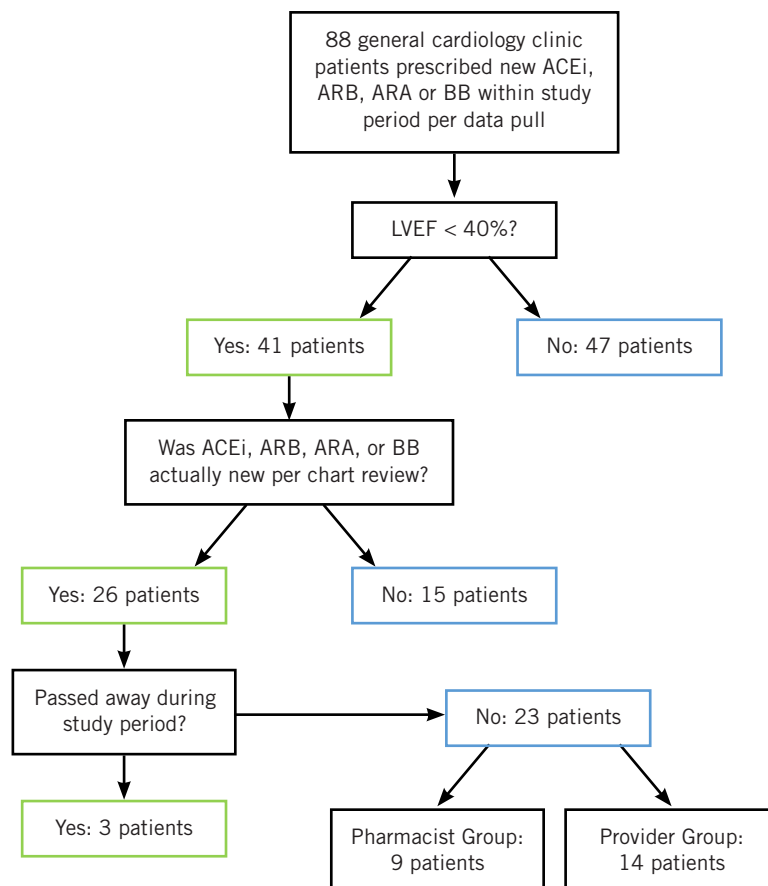 88 general cardiology clinic
patients prescribed new ACEi,
ARB, ARA or BB within study
period per data pull
LVEF < 40%?
Yes: 41 patients
No: 47 patients
Was ACEi, ARB, ARA, or BB
actually new per chart review?
Yes: 26 patients
No: 15 patients
Passed away during
study period?
No: 23 patients
Yes: 3 patients
Pharmacist Group:
9 patients
Provider Group:
14 patients